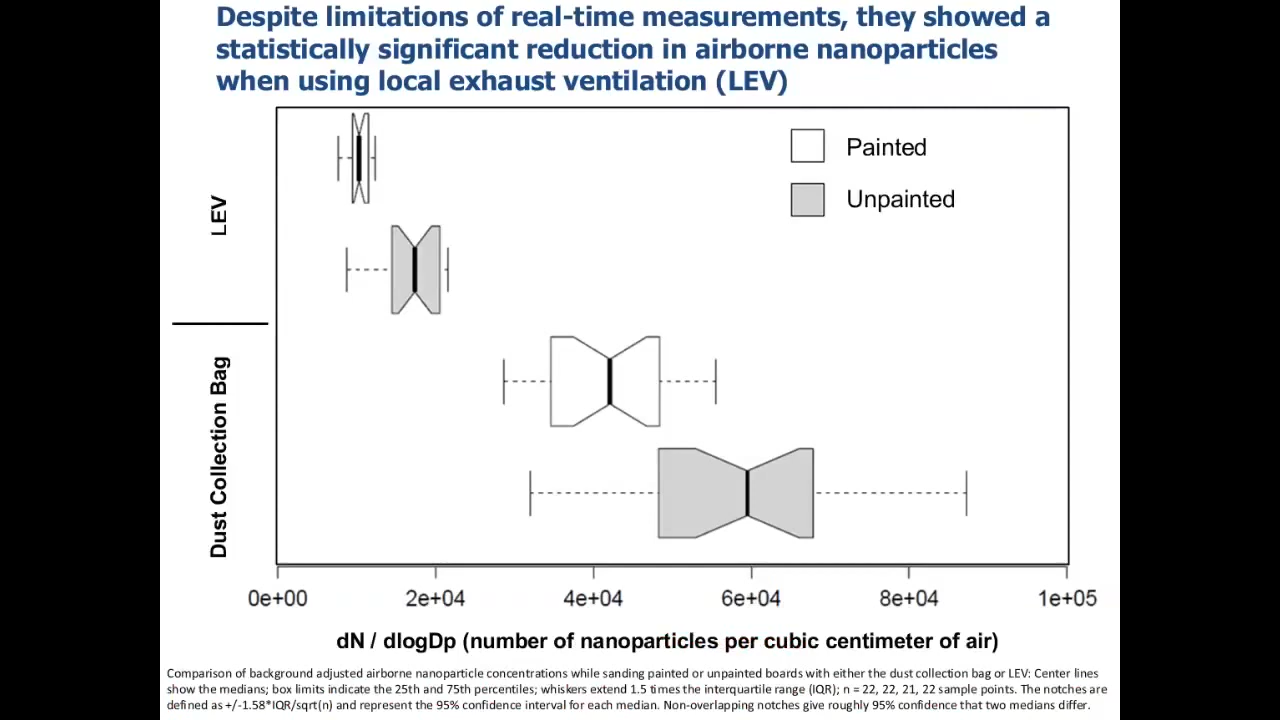 Despite limitations of real-time measurements, they showed a
statistically significant reduction in airborne nanoparticles
when using local exhaust ventilation (LEV)
Painted
Unpainted
LEV
Dust Collection Bag
0e+00 2e+04 4e+04 6e+04 8e+04 1e+05
dN / dlogDp (number of nanoparticles per cubic centimeter of air)
Comparison of background adjusted airborne nanoparticle concentrations while sanding painted or unpainted boards with either the dust collection bag or LEV: Center lines
show the medians; box limits indicate the 25th and 75th percentiles; whiskers extend 1.5 times the interquartile range (IQR); n = 22, 22, 21, 22 sample points. The notches are
defined as +/-1.58*IQR/sqrt(n) and represent the 95% confidence interval for each median. Non-overlapping notches give roughly 95% confidence that two medians differ.